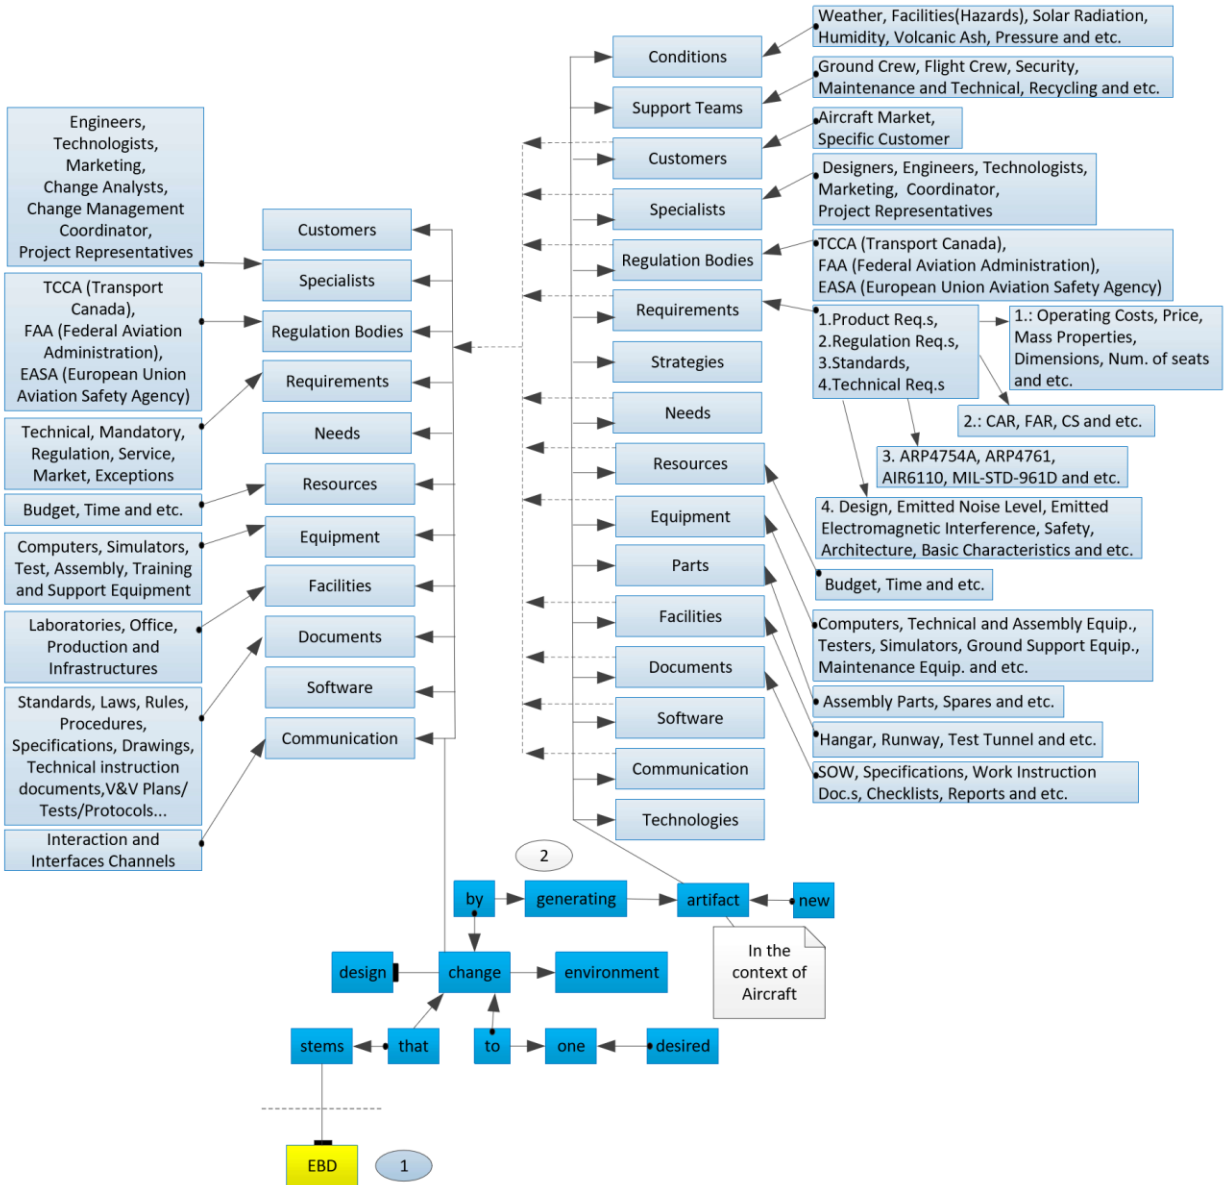 Weather, Facilities(Hazards), Solar Radiation,
Humidity, Volcanic Ash, Pressure and etc.
Conditions
Ground Crew, Flight Crew, Security,
Maintenance and Technical, Recycling and etc.
Support Teams
Aircraft Market,
Specific Customer
Customers
Designers, Engineers, Technologists,
Marketing, Coordinator,
Project Representatives
Specialists
TCCA (Transport Canada),
FAA (Federal Aviation Administration),
EASA (European Union Aviation Safety Agency)
Regulation Bodies
Requirements
1.Product Req.s,
2.Regulation Req.s,
3.Standards,
4.Technical Req.s
1.: Operating Costs, Price,
Mass Properties,
Dimensions, Num. of seats
and etc.
2.: CAR, FAR, CS and etc.
3. ARP4754A, ARP4761,
AIR6110, MIL-STD-961D and etc.
4. Design, Emitted Noise Level, Emitted
Electromagnetic Interference, Safety,
Architecture, Basic Characteristics and etc.
Strategies
Needs
Resources
Equipment
Parts
Facilities
Documents
Software
Communication
Technologies
Budget, Time and etc.
Computers, Technical and Assembly Equip.,
Testers, Simulators, Ground Support Equip.,
Maintenance Equip. and etc.
Assembly Parts, Spares and etc.
Hangar, Runway, Test Tunnel and etc.
SOW, Specifications, Work Instruction
Doc.s, Checklists, Reports and etc.
Engineers,
Technologists,
Marketing,
Change Analysts,
Change Management
Coordinator,
Project Representatives
TCCA (Transport
Canada),
FAA (Federal Aviation
Administration),
EASA (European Union
Aviation Safety Agency)
Technical, Mandatory,
Regulation, Service,
Market, Exceptions
Budget, Time and etc.
Computers, Simulators,
Test, Assembly, Training
and Support Equipment
Laboratories, Office,
Production and
Infrastructures
Standards, Laws, Rules,
Procedures,
Specifications, Drawings,
Technical instruction
documents,V&V Plans/
Tests/Protocols...
Interaction and
Interfaces Channels
Customers
Specialists
Regulation Bodies
Requirements
Needs
Resources
Equipment
Facilities
Documents
Software
Communication
2
by
generating
artifact
new
In the
context of
Aircraft
design
change
environment
stems
that
to
one
desired
EBD
1